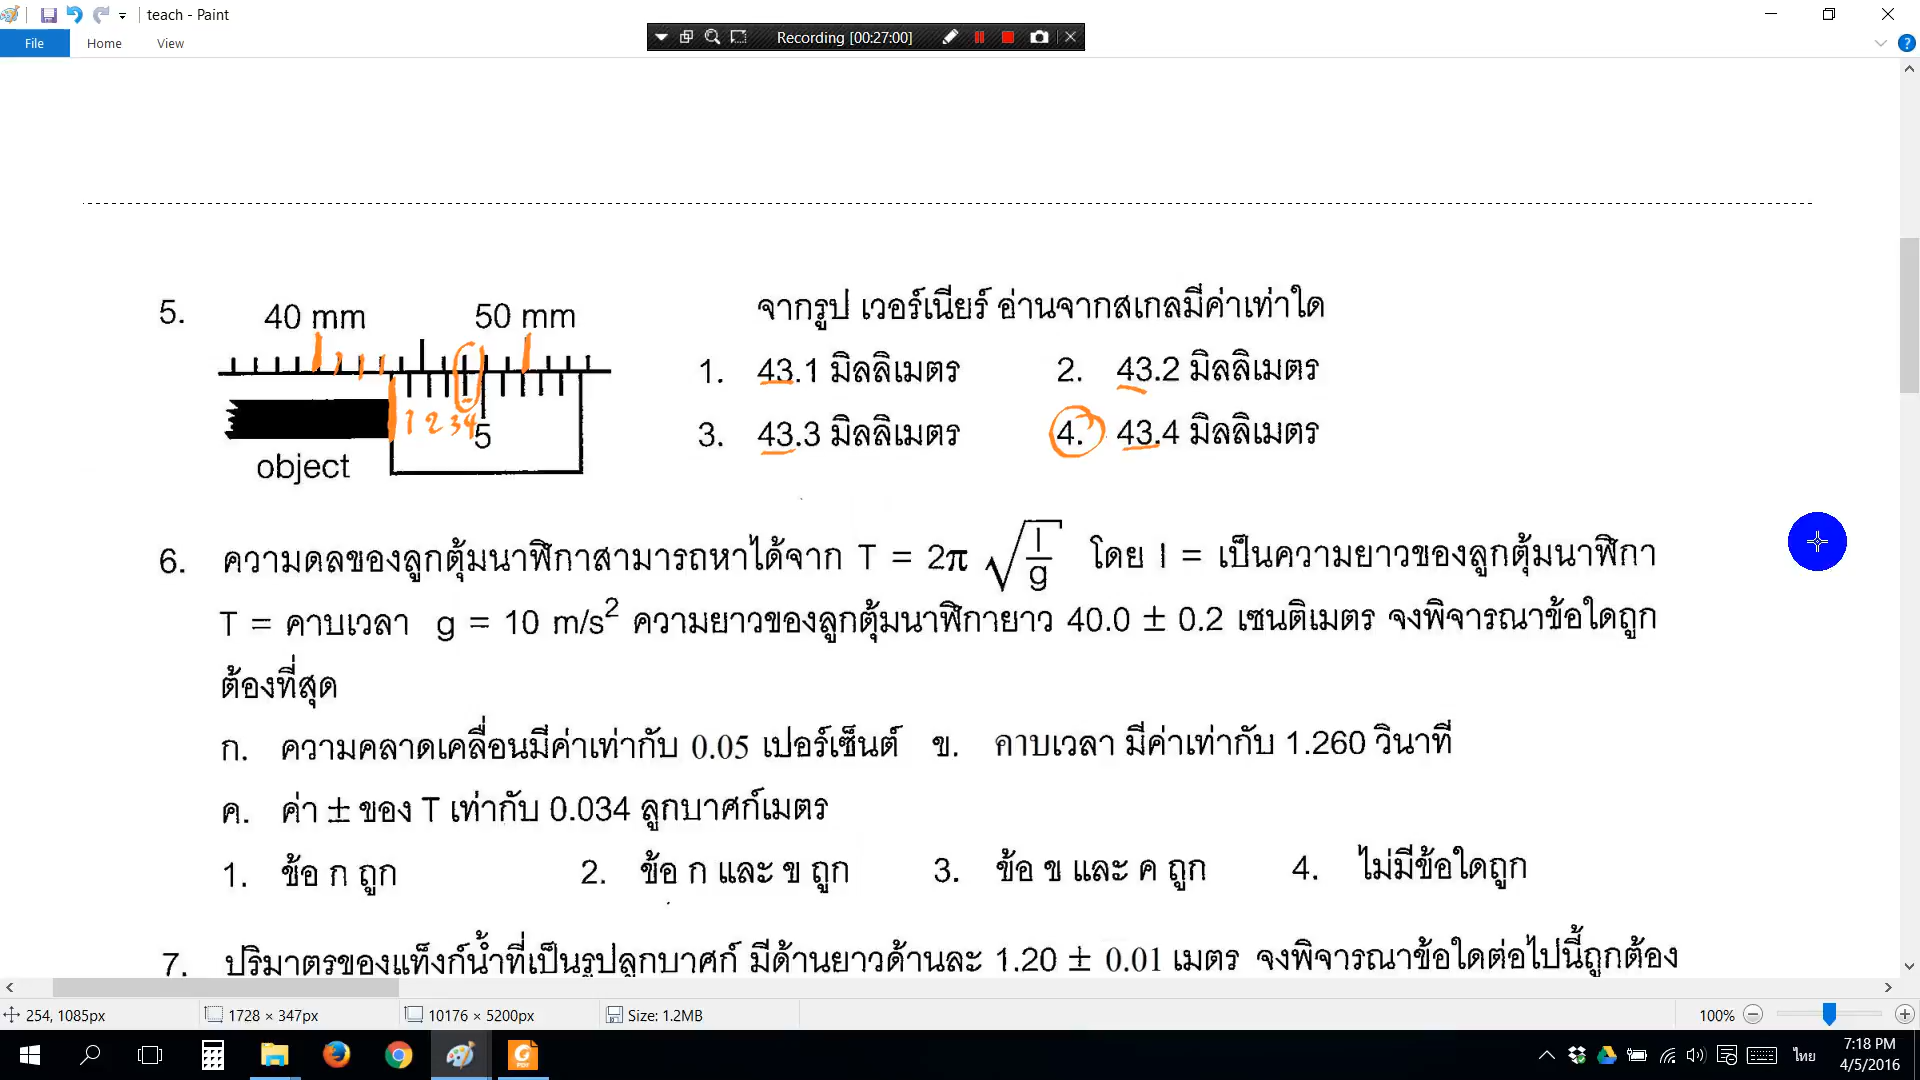 teach - Paint
File Home View
Recording [00:27:00]
5. 40 mm 50 mm จากรูป เวอร์เนียร์ อ่านจากสเกลมีค่าเท่าใด
1. 43.1 มิลลิเมตร 2. 43.2 มิลลิเมตร
1 2 3 4 5
3. 43.3 มิลลิเมตร 4. 43.4 มิลลิเมตร
object
6. ความดลของลูกตุ้มนาฬิกาสามารถหาได้จาก T = 2π √(l/g) โดย l = เป็นความยาวของลูกตุ้มนาฬิกา
T = คาบเวลา g = 10 m/s² ความยาวของลูกตุ้มนาฬิกายาว 40.0 ± 0.2 เซนติเมตร จงพิจารณาข้อใดถูก
ต้องที่สุด
ก. ความคลาดเคลื่อนมีค่าเท่ากับ 0.05 เปอร์เซ็นต์ ข. คาบเวลา มีค่าเท่ากับ 1.260 วินาที
ค. ค่า ± ของ T เท่ากับ 0.034 ลูกบาศก์เมตร
1. ข้อ ก ถูก 2. ข้อ ก และ ข ถูก 3. ข้อ ข และ ค ถูก 4. ไม่มีข้อใดถูก
7. ปริมาตรของแท็งก์น้ำที่เป็นรูปลูกบาศก์ มีด้านยาวด้านละ 1.20 ± 0.01 เมตร จงพิจารณาข้อใดต่อไปนี้ถูกต้อง
254, 1085px 1728 × 347px 10176 × 5200px Size: 1.2MB 100%
ไทย 7:18 PM
4/5/2016